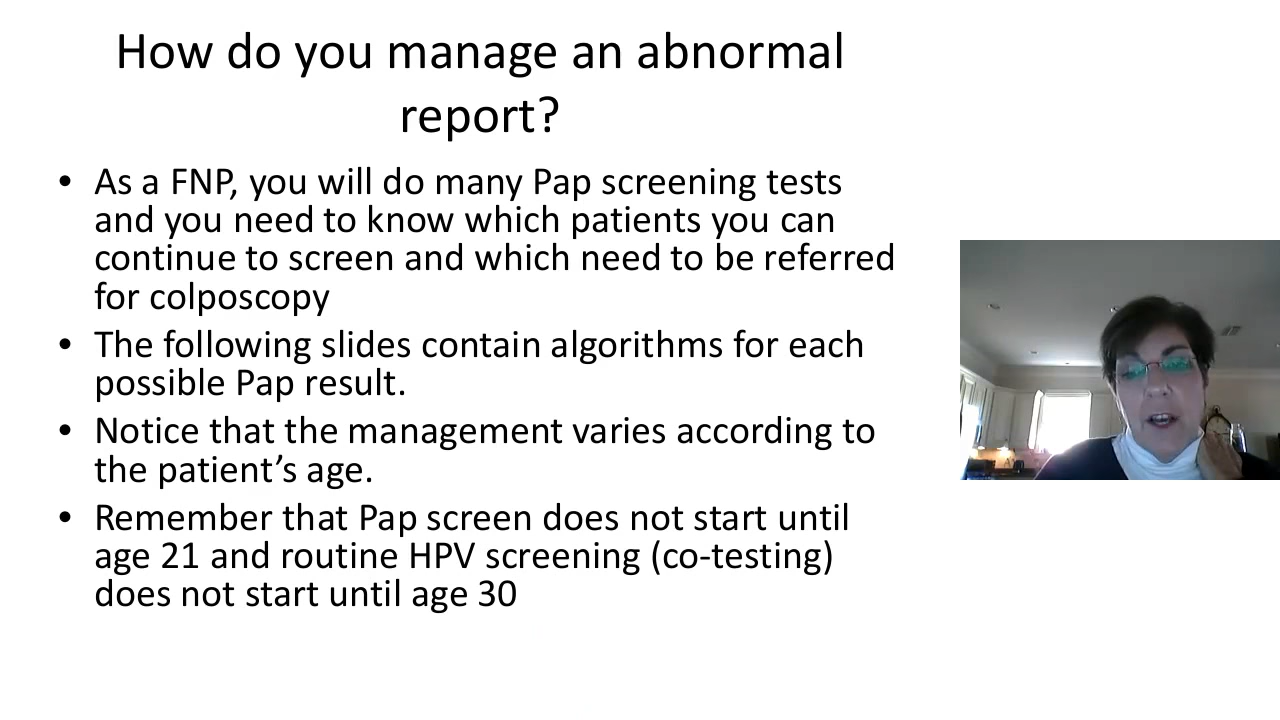 How do you manage an abnormal
report?
• As a FNP, you will do many Pap screening tests
and you need to know which patients you can
continue to screen and which need to be referred
for colposcopy
• The following slides contain algorithms for each
possible Pap result.
• Notice that the management varies according to
the patient’s age.
• Remember that Pap screen does not start until
age 21 and routine HPV screening (co-testing)
does not start until age 30